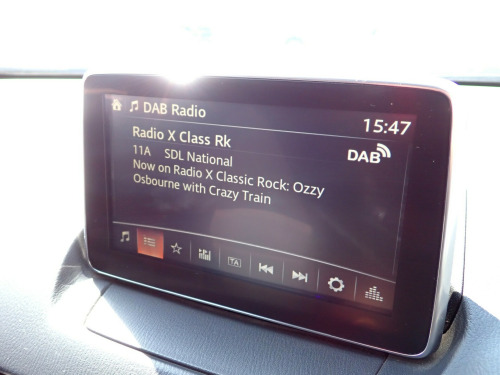 DAB Radio
15:47
Radio X Class Rk
DAB
11A SDL National
Now on Radio X Classic Rock: Ozzy
Osbourne with Crazy Train
TA